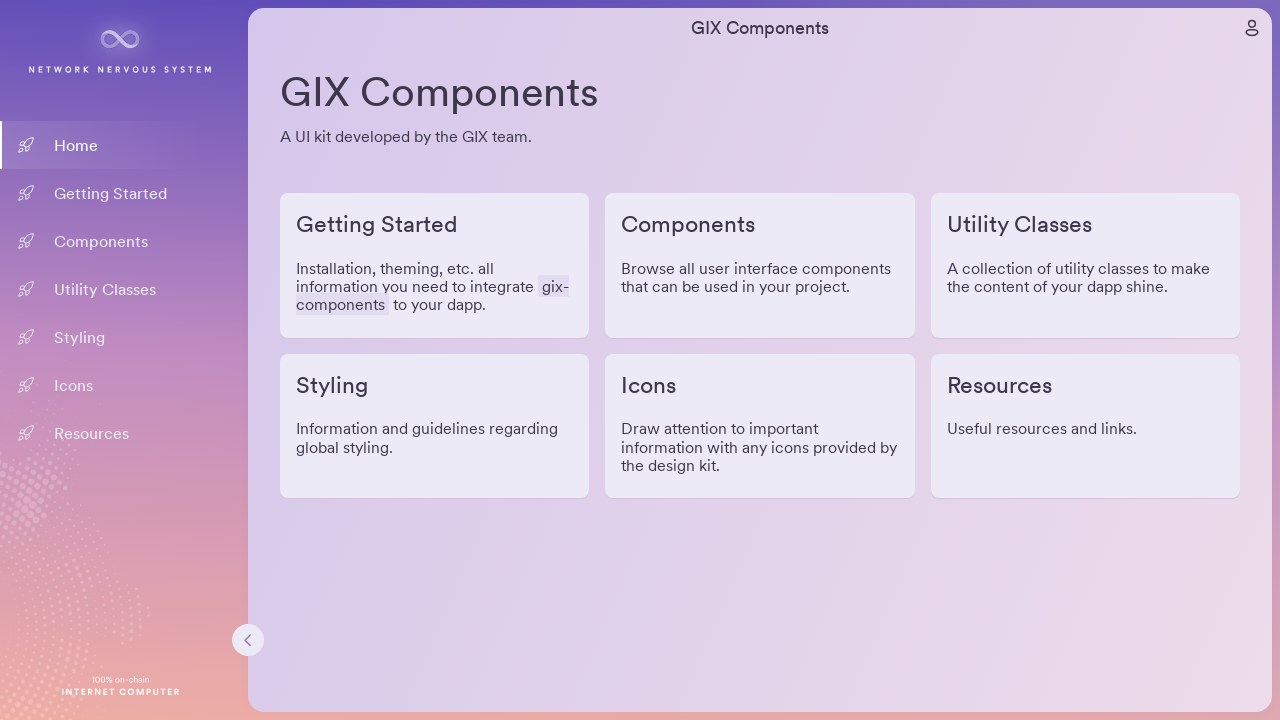 NETWORK NERVOUS SYSTEM
Home
Getting Started
Components
Utility Classes
Styling
Icons
Resources
100% on-chain
INTERNET COMPUTER
GIX Components
GIX Components
A UI kit developed by the GIX team.
Getting Started
Installation, theming, etc. all
information you need to integrate gix-
components to your dapp.
Components
Browse all user interface components
that can be used in your project.
Utility Classes
A collection of utility classes to make
the content of your dapp shine.
Styling
Information and guidelines regarding
global styling.
Icons
Draw attention to important
information with any icons provided by
the design kit.
Resources
Useful resources and links.